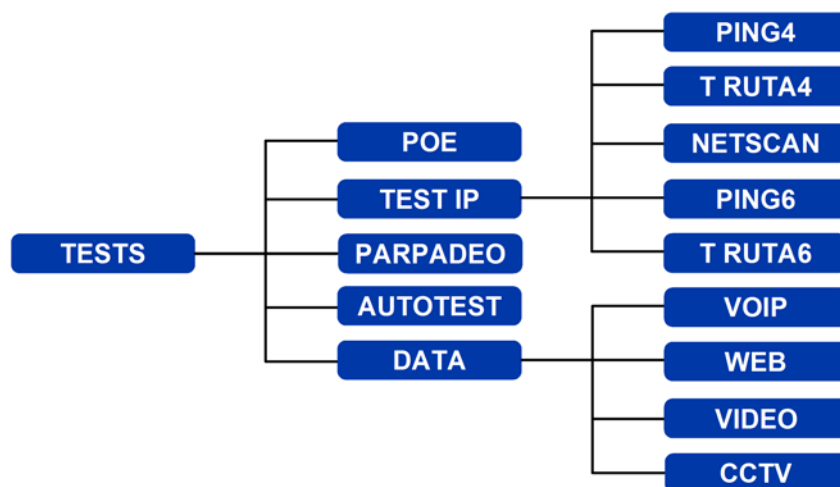 TESTS
POE
TEST IP
PARPADEO
AUTOTEST
DATA
PING4
T RUTA4
NETSCAN
PING6
T RUTA6
VOIP
WEB
VIDEO
CCTV